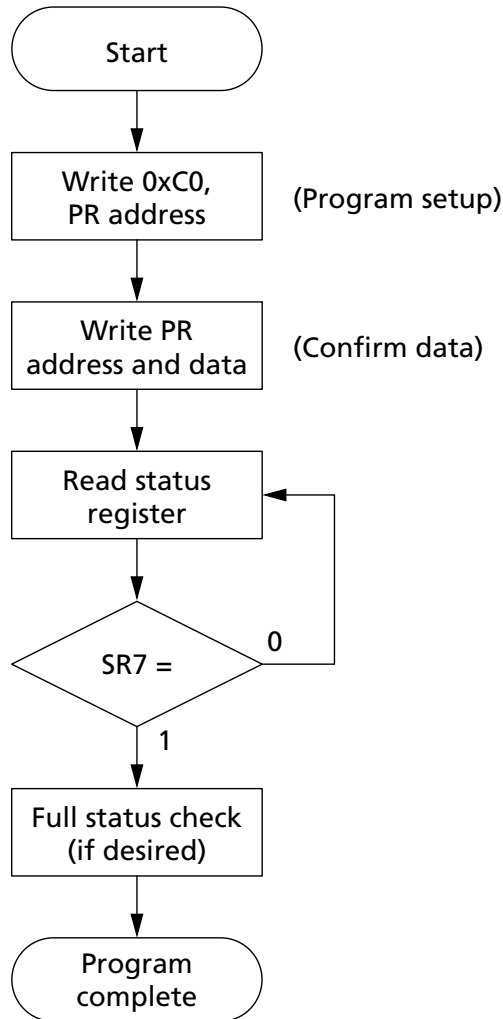 Start
Write 0xC0,
PR address
(Program setup)
Write PR
address and data
(Confirm data)
Read status
register
SR7 =
0
1
Full status check
(if desired)
Program
complete